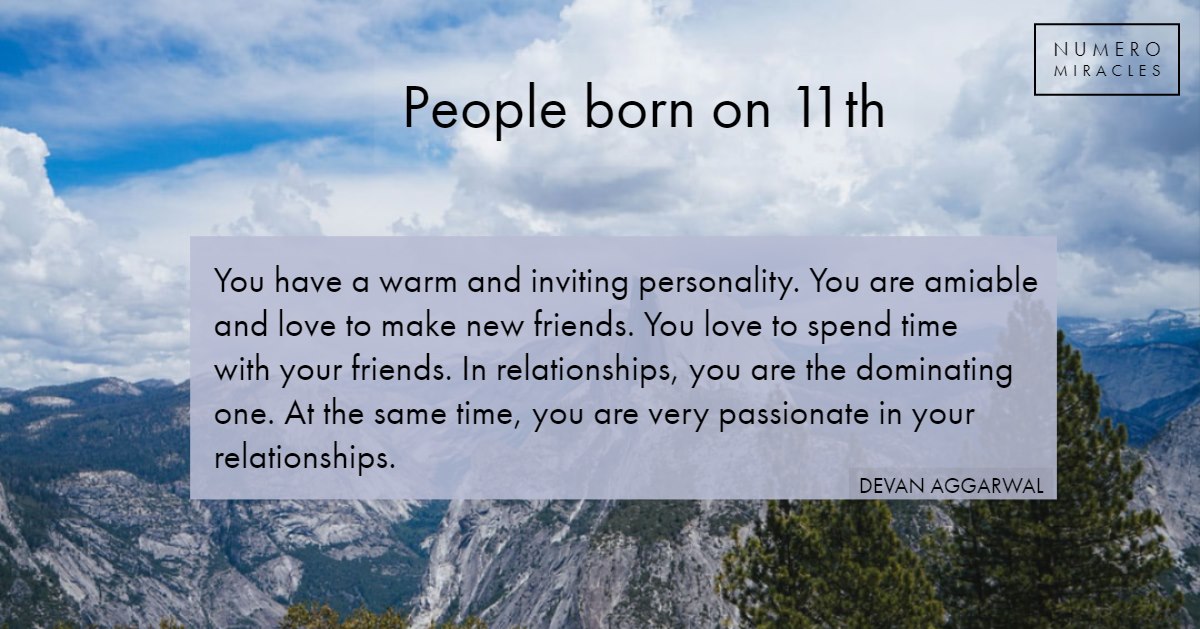 NUMERO
MIRACLES
People born on 11th
You have a warm and inviting personality. You are amiable
and love to make new friends. You love to spend time
with your friends. In relationships, you are the dominating
one. At the same time, you are very passionate in your
relationships.
DEVAN AGGARWAL